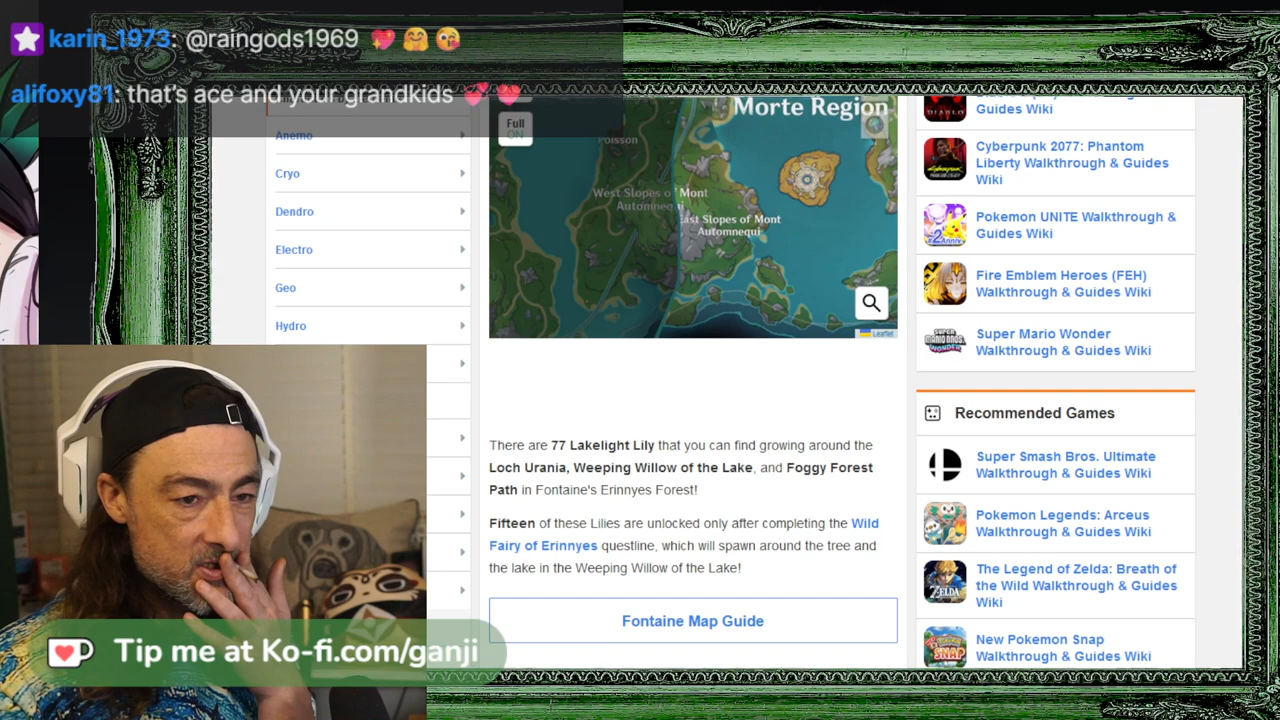 karin_1973: @raingods1969 💖 🤗 😘
alifoxy81: that's ace and your grandkids 💕 💕
Anemo
Cryo
Dendro
Electro
Geo
Hydro
Full
ON
Morte Region
Poisson
West Slopes of Mont
Automnequi
East Slopes of Mont
Automnequi
Leaflet
There are 77 Lakelight Lily that you can find growing around the
Loch Urania, Weeping Willow of the Lake, and Foggy Forest
Path in Fontaine's Erinnyes Forest!
Fifteen of these Lilies are unlocked only after completing the Wild
Fairy of Erinnyes questline, which will spawn around the tree and
the lake in the Weeping Willow of the Lake!
Fontaine Map Guide
Guides Wiki
Cyberpunk 2077: Phantom
Liberty Walkthrough & Guides
Wiki
Pokemon UNITE Walkthrough &
Guides Wiki
Fire Emblem Heroes (FEH)
Walkthrough & Guides Wiki
Super Mario Wonder
Walkthrough & Guides Wiki
Recommended Games
Super Smash Bros. Ultimate
Walkthrough & Guides Wiki
Pokemon Legends: Arceus
Walkthrough & Guides Wiki
The Legend of Zelda: Breath of
the Wild Walkthrough & Guides
Wiki
New Pokemon Snap
Walkthrough & Guides Wiki
Tip me at Ko-fi.com/ganji